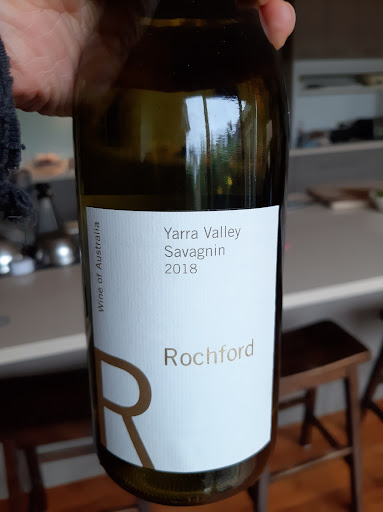 Wine of Australia
Yarra Valley
Savagnin
2018
Rochford
R